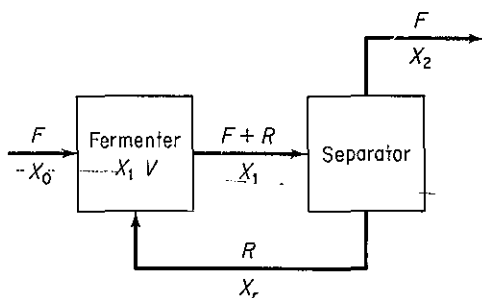 F
X₂
F
X₀
Fermenter
X₁ V
F + R
X₁
Separator
R
Xᵣ